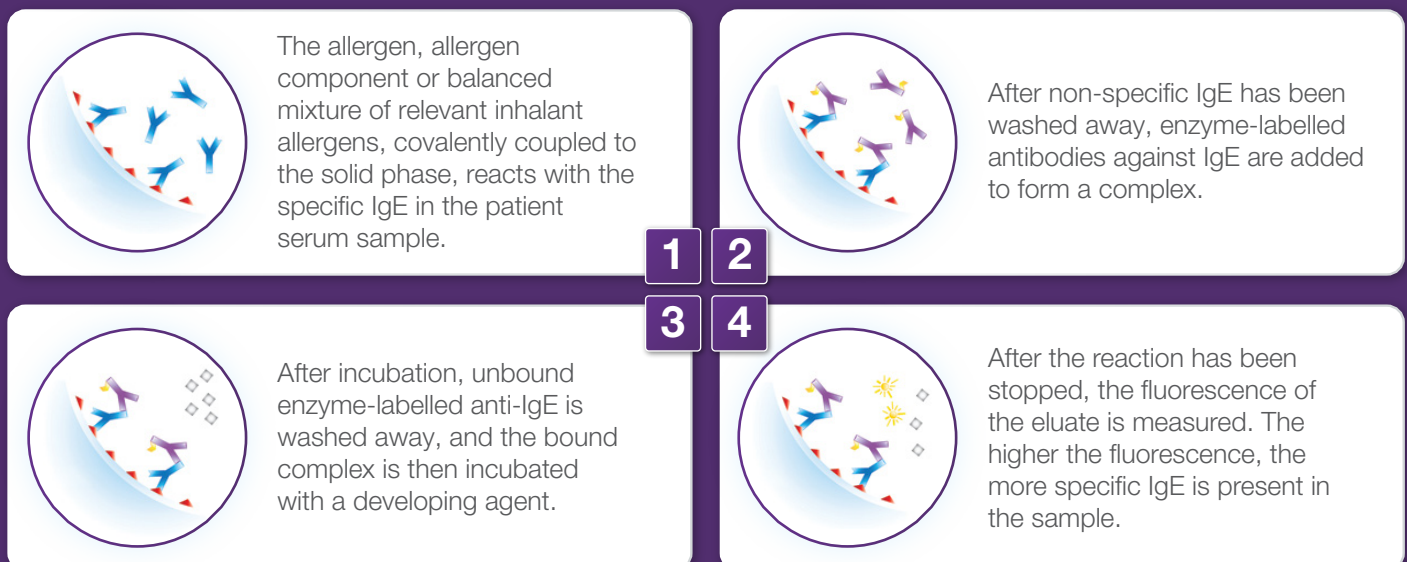 The allergen, allergen
component or balanced
mixture of relevant inhalant
allergens, covalently coupled to
the solid phase, reacts with the
specific IgE in the patient
serum sample.
1
After non-specific IgE has been
washed away, enzyme-labelled
antibodies against IgE are added
to form a complex.
2
After incubation, unbound
enzyme-labelled anti-IgE is
washed away, and the bound
complex is then incubated
with a developing agent.
3
After the reaction has been
stopped, the fluorescence of
the eluate is measured. The
higher the fluorescence, the
more specific IgE is present in
the sample.
4